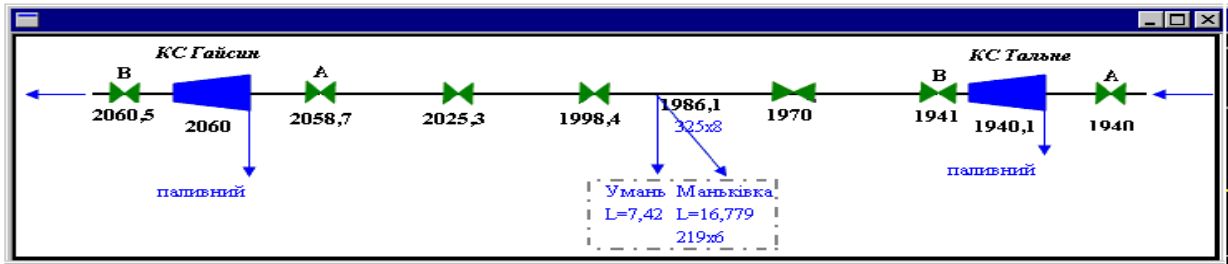 КС Гайсин
КС Тальне
В
А
В
А
2060,5
2060
2058,7
2025,3
1998,4
1986,1
325х8
1970
1941
1940,1
1940
паливний
паливний
Умань Маньківка
L=7,42 L=16,779
219х6